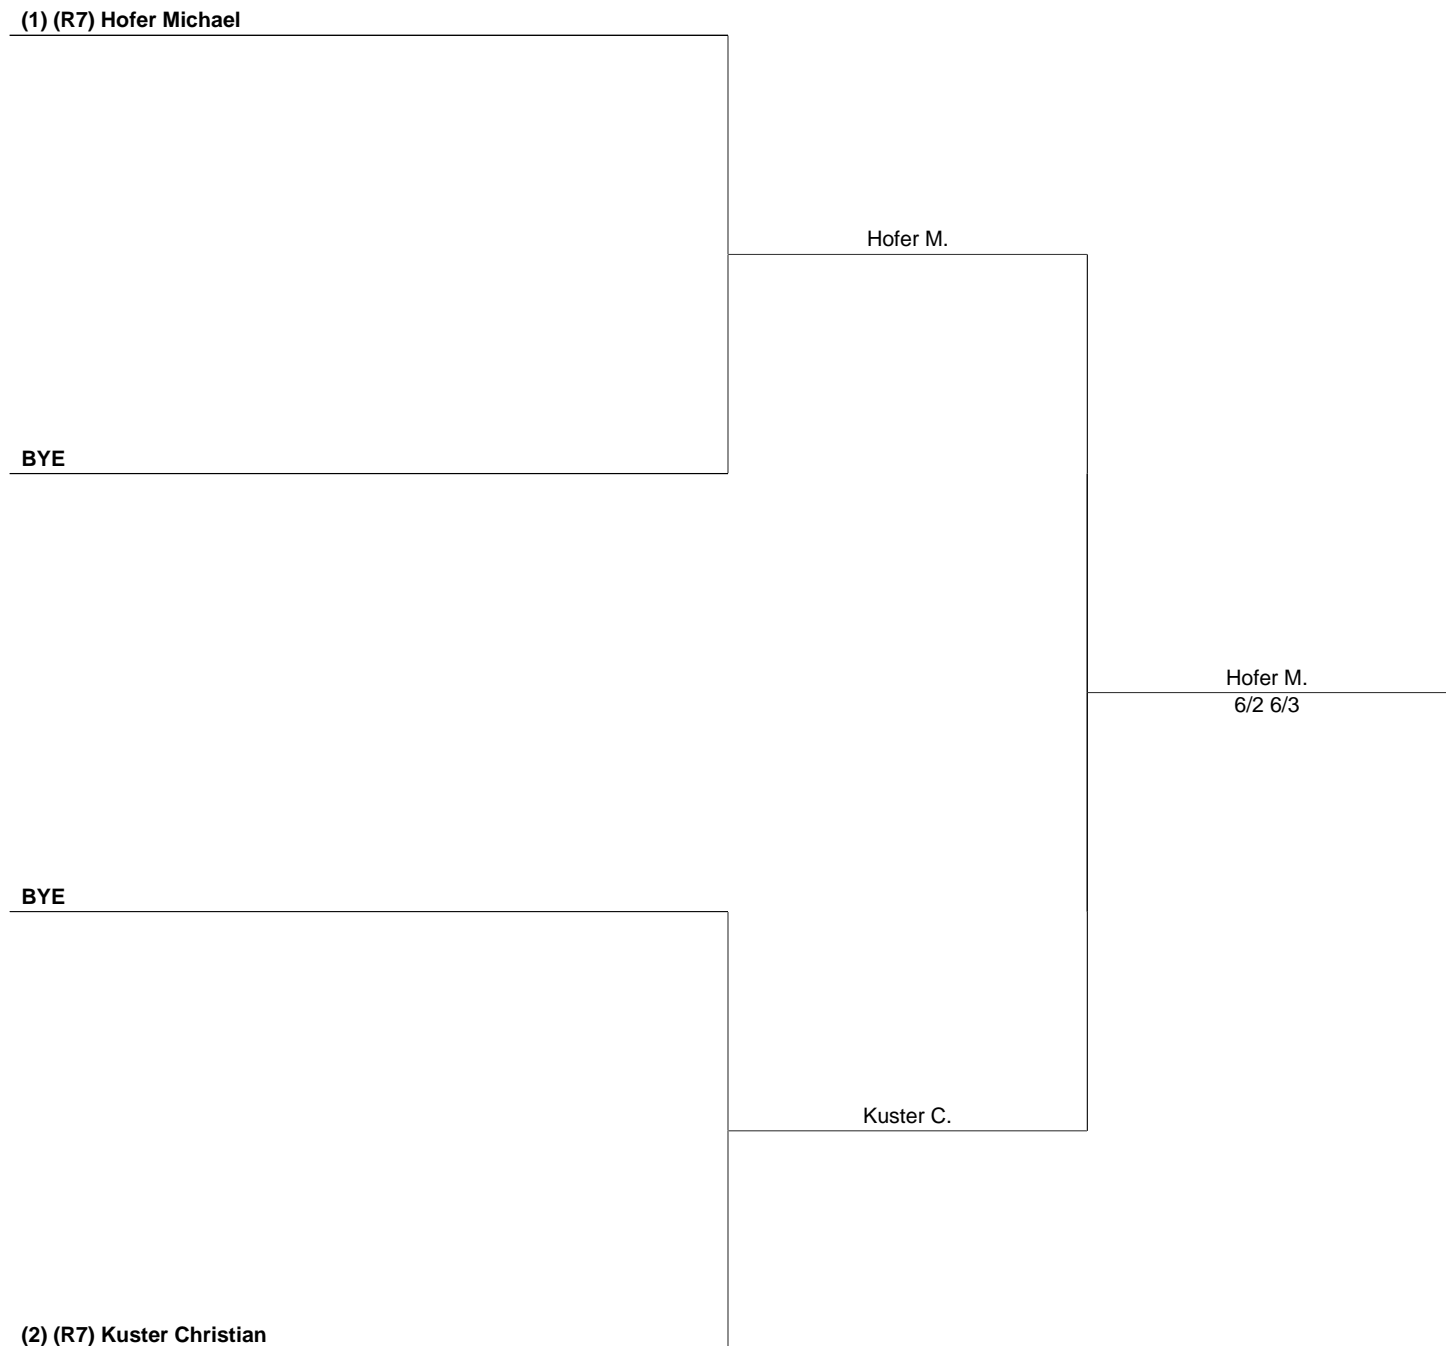 (1) (R7) Hofer Michael
Hofer M.
BYE
Hofer M.
6/2 6/3
BYE
Kuster C.
(2) (R7) Kuster Christian